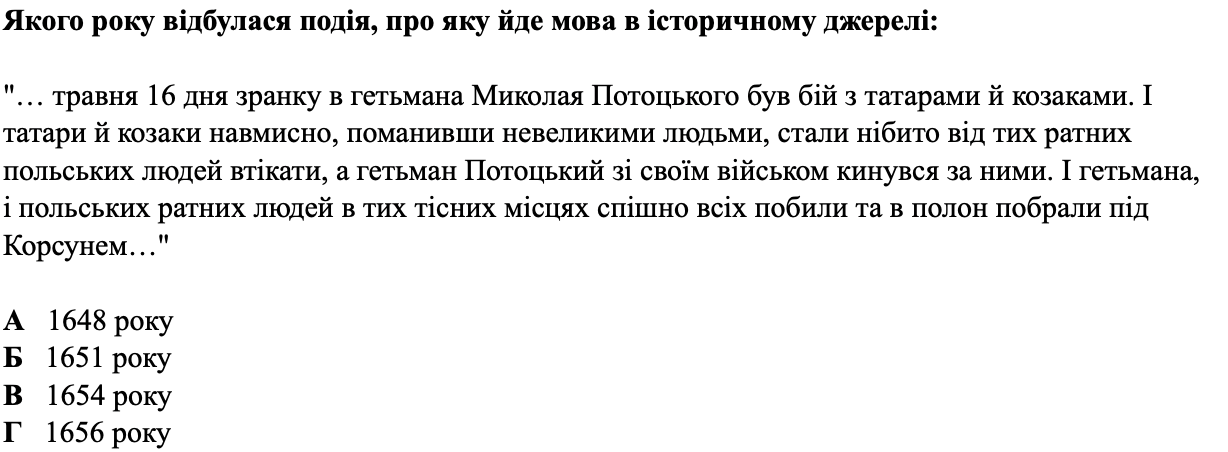 Якого року відбулася подія, про яку йде мова в історичному джерелі:
"… травня 16 дня зранку в гетьмана Миколая Потоцького був бій з татарами й козаками. І
татари й козаки навмисно, поманивши невеликими людьми, стали нібито від тих ратних
польських людей втікати, а гетьман Потоцький зі своїм військом кинувся за ними. І гетьмана,
і польських ратних людей в тих тісних місцях спішно всіх побили та в полон побрали під
Корсунем…"
А 1648 року
Б 1651 року
В 1654 року
Г 1656 року